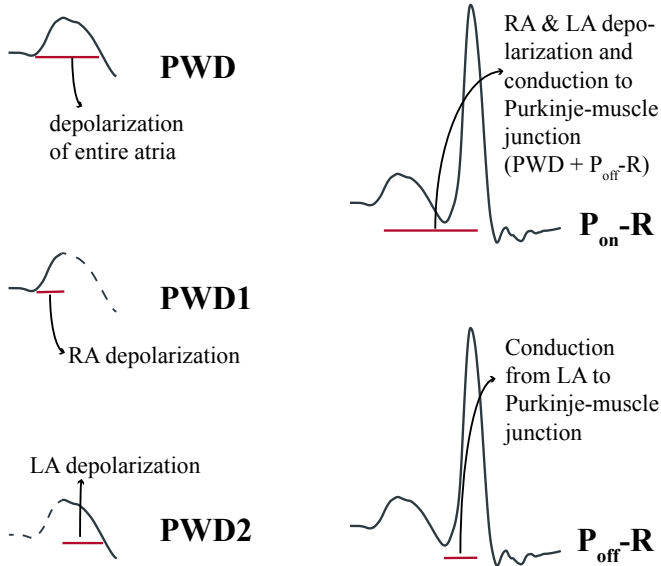 PWD
depolarization
of entire atria
PWD1
RA depolarization
LA depolarization
PWD2
RA & LA depo-
larization and
conduction to
Purkinje-muscle
junction
(PWD + Poff-R)
Pon-R
Conduction
from LA to
Purkinje-muscle
junction
Poff-R